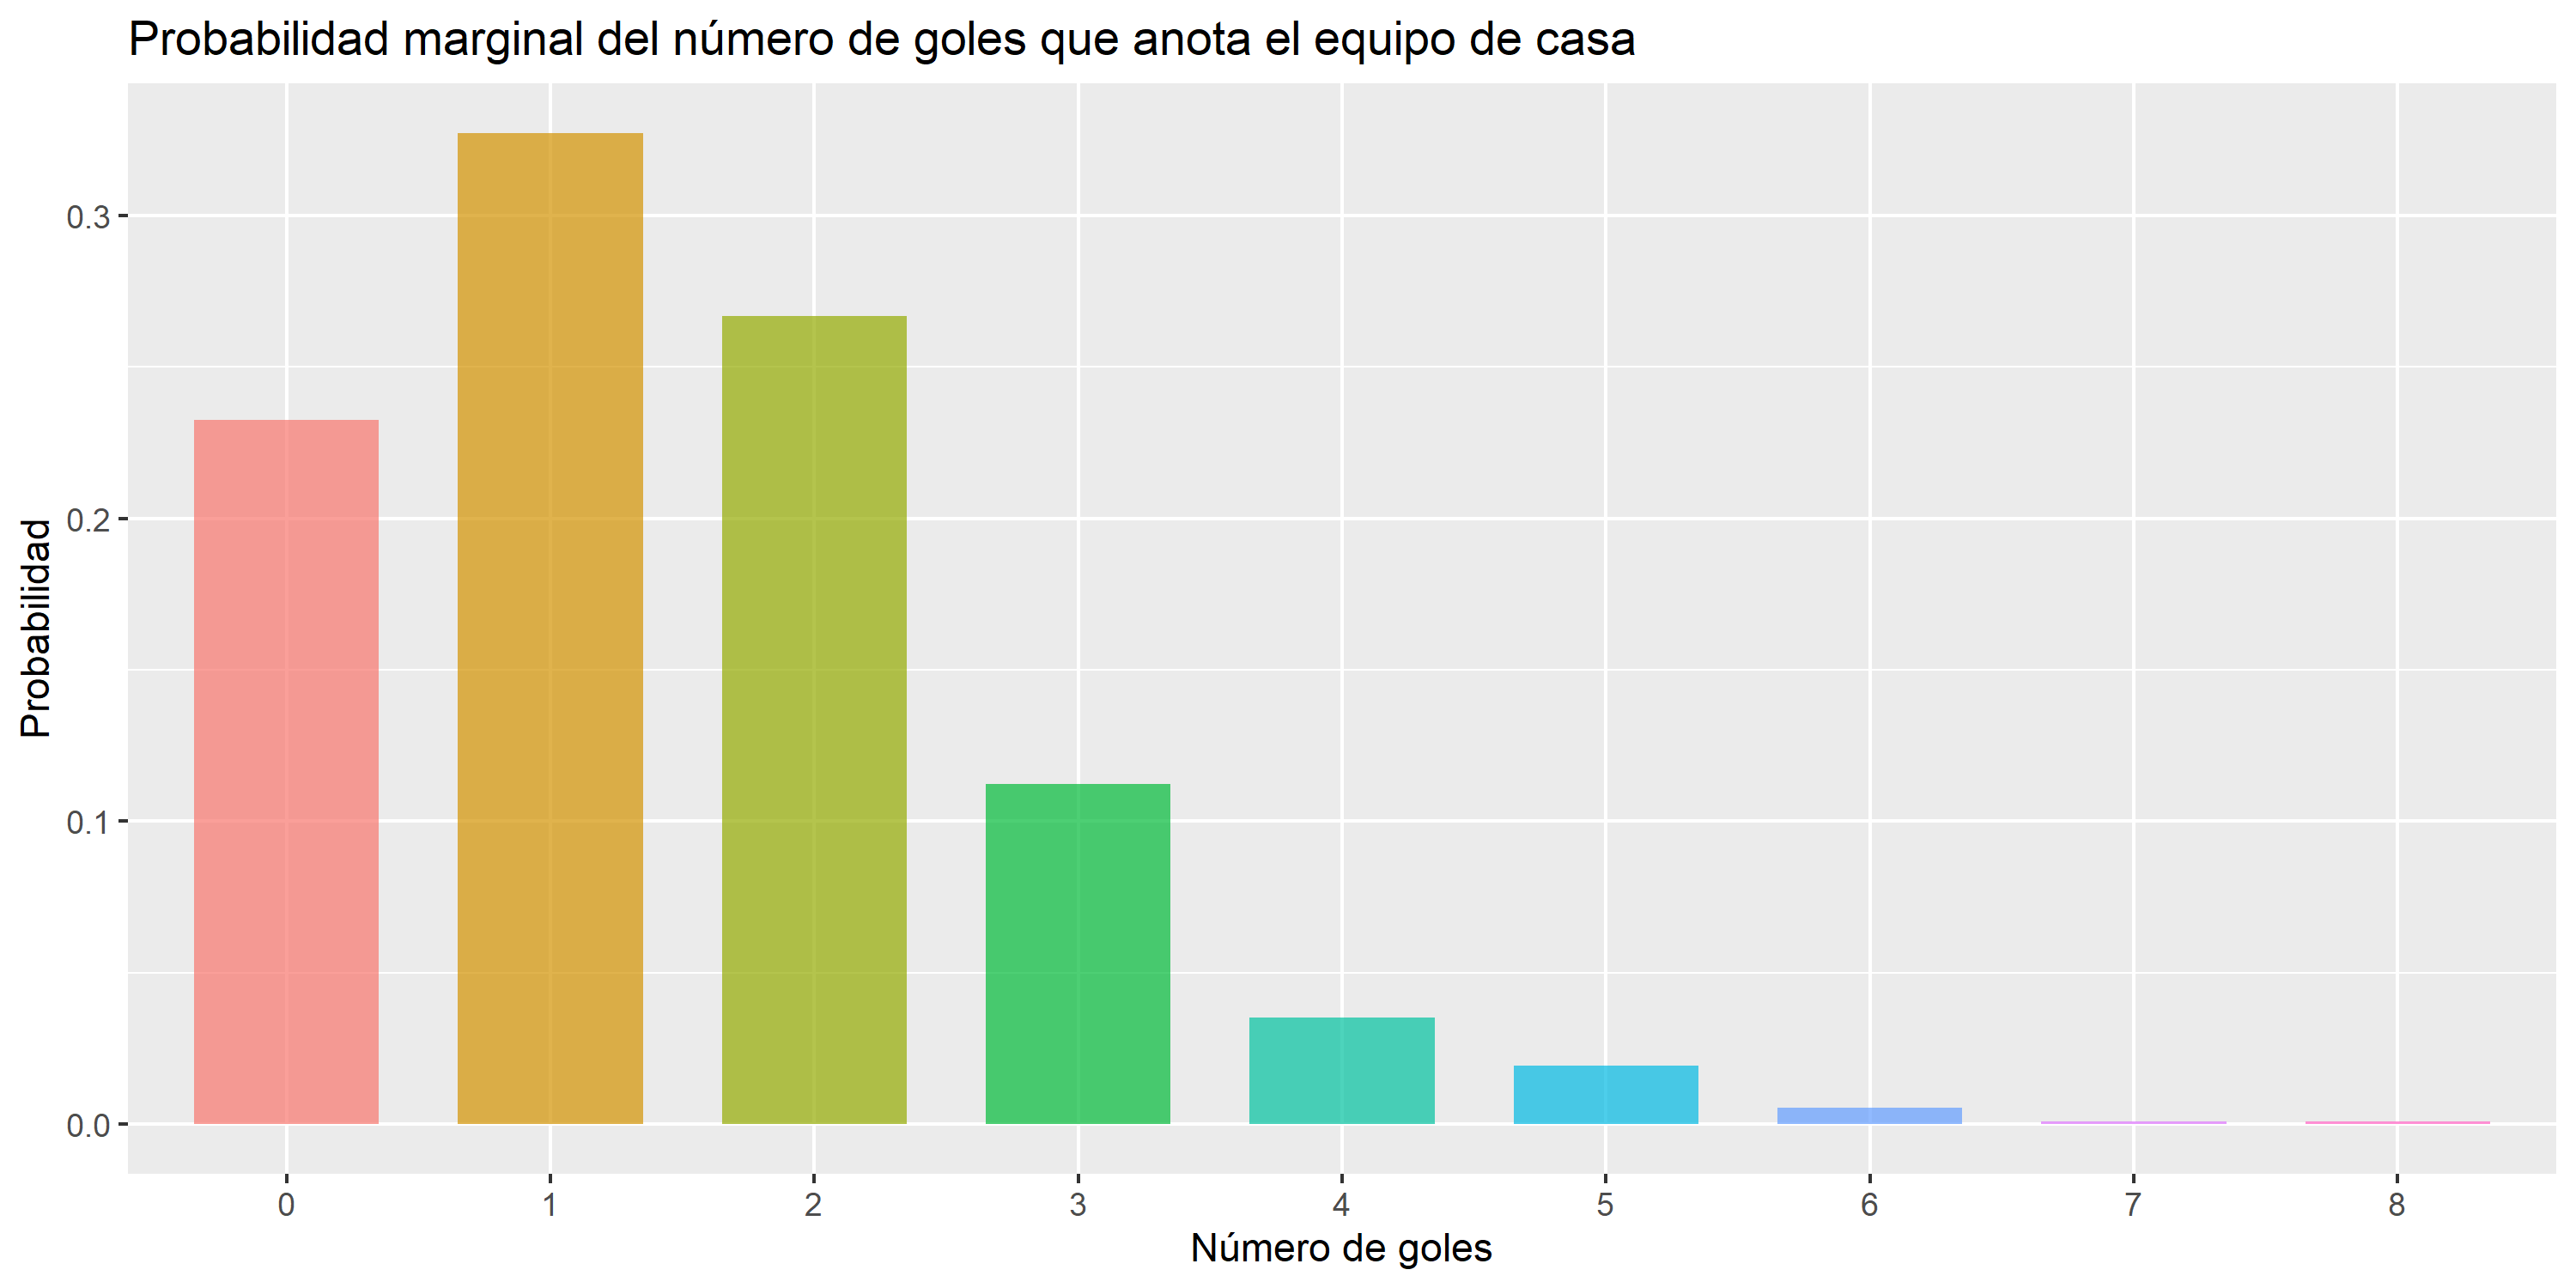 Probabilidad marginal del número de goles que anota el equipo de casa
Probabilidad
0.3
0.2
0.1
0.0
0 1 2 3 4 5 6 7 8
Número de goles